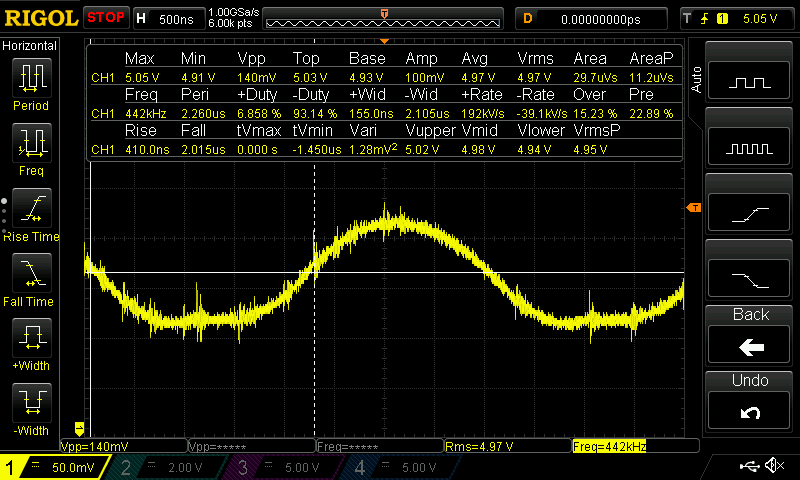 RIGOL STOP H 500ns 1.00GSa/s 6.00k pts T D 0.00000000ps T 1 5.05 V
Horizontal
Period
Freq
Rise Time
Fall Time
+Width
-Width
Max Min Vpp Top Base Amp Avg Vrms Area AreaP
CH1 5.05 V 4.91 V 140mV 5.03 V 4.93 V 100mV 4.97 V 4.97 V 29.7uVs 11.2uVs
Freq Peri +Duty -Duty +Wid -Wid +Rate -Rate Over Pre
CH1 442kHz 2.260us 6.858 % 93.14 % 155.0ns 2.105us 192kV/s -39.1kV/s 15.23 % 22.89 %
Rise Fall tVmax tVmin Vari Vupper Vmid Vlower VrmsP
CH1 410.0ns 2.015us 0.000 s -1.450us 1.28mV² 5.02 V 4.98 V 4.94 V 4.95 V
T
Auto
Back
Undo
Vpp=140mV Vpp=***** Freq=***** Rms=4.97 V Freq=442kHz
1 50.0mV 2 2.00 V 3 5.00 V 4 5.00 V